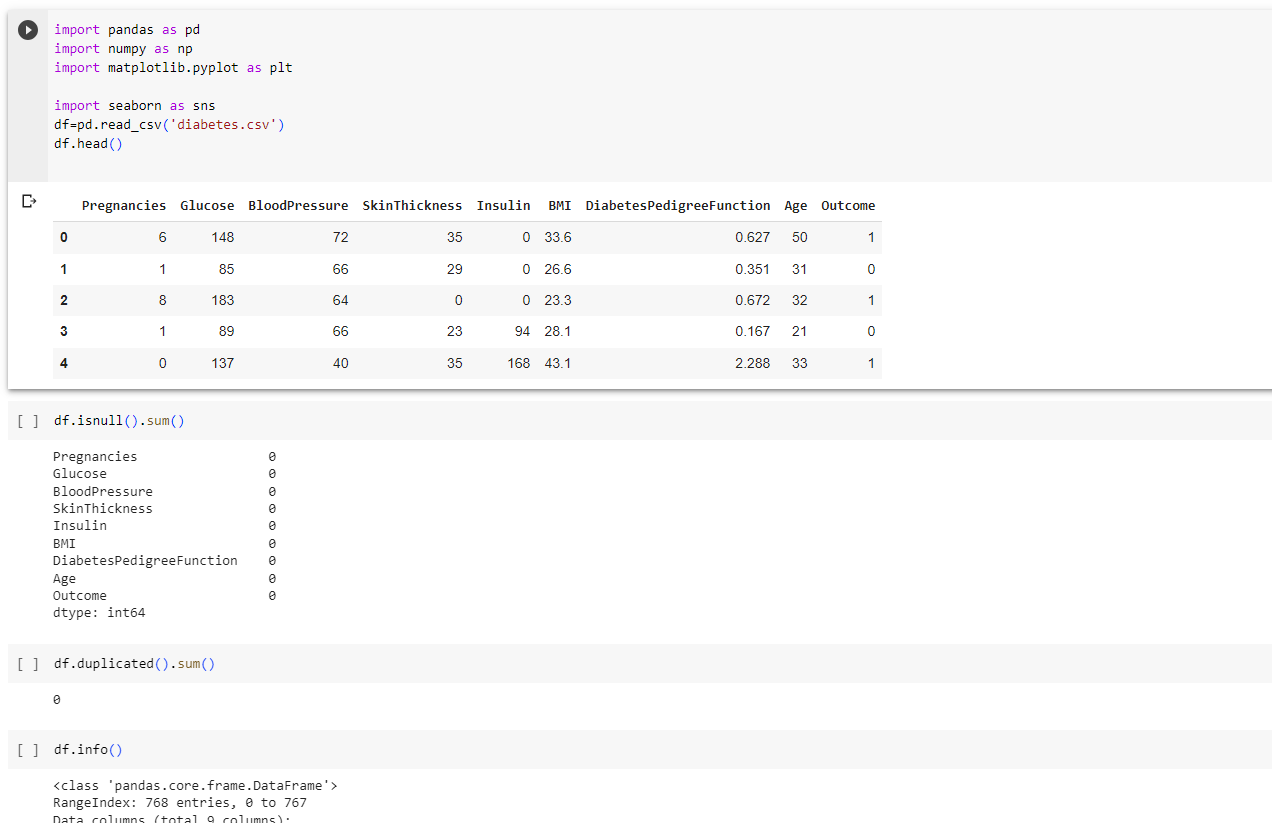 import pandas as pd
import numpy as np
import matplotlib.pyplot as plt
import seaborn as sns
df=pd.read_csv('diabetes.csv')
df.head()
Pregnancies Glucose BloodPressure SkinThickness Insulin BMI DiabetesPedigreeFunction Age Outcome
0 6 148 72 35 0 33.6 0.627 50 1
1 1 85 66 29 0 26.6 0.351 31 0
2 8 183 64 0 0 23.3 0.672 32 1
3 1 89 66 23 94 28.1 0.167 21 0
4 0 137 40 35 168 43.1 2.288 33 1
[ ] df.isnull().sum()
Pregnancies 0
Glucose 0
BloodPressure 0
SkinThickness 0
Insulin 0
BMI 0
DiabetesPedigreeFunction 0
Age 0
Outcome 0
dtype: int64
[ ] df.duplicated().sum()
0
[ ] df.info()
<class 'pandas.core.frame.DataFrame'>
RangeIndex: 768 entries, 0 to 767
Data columns (total 9 columns):